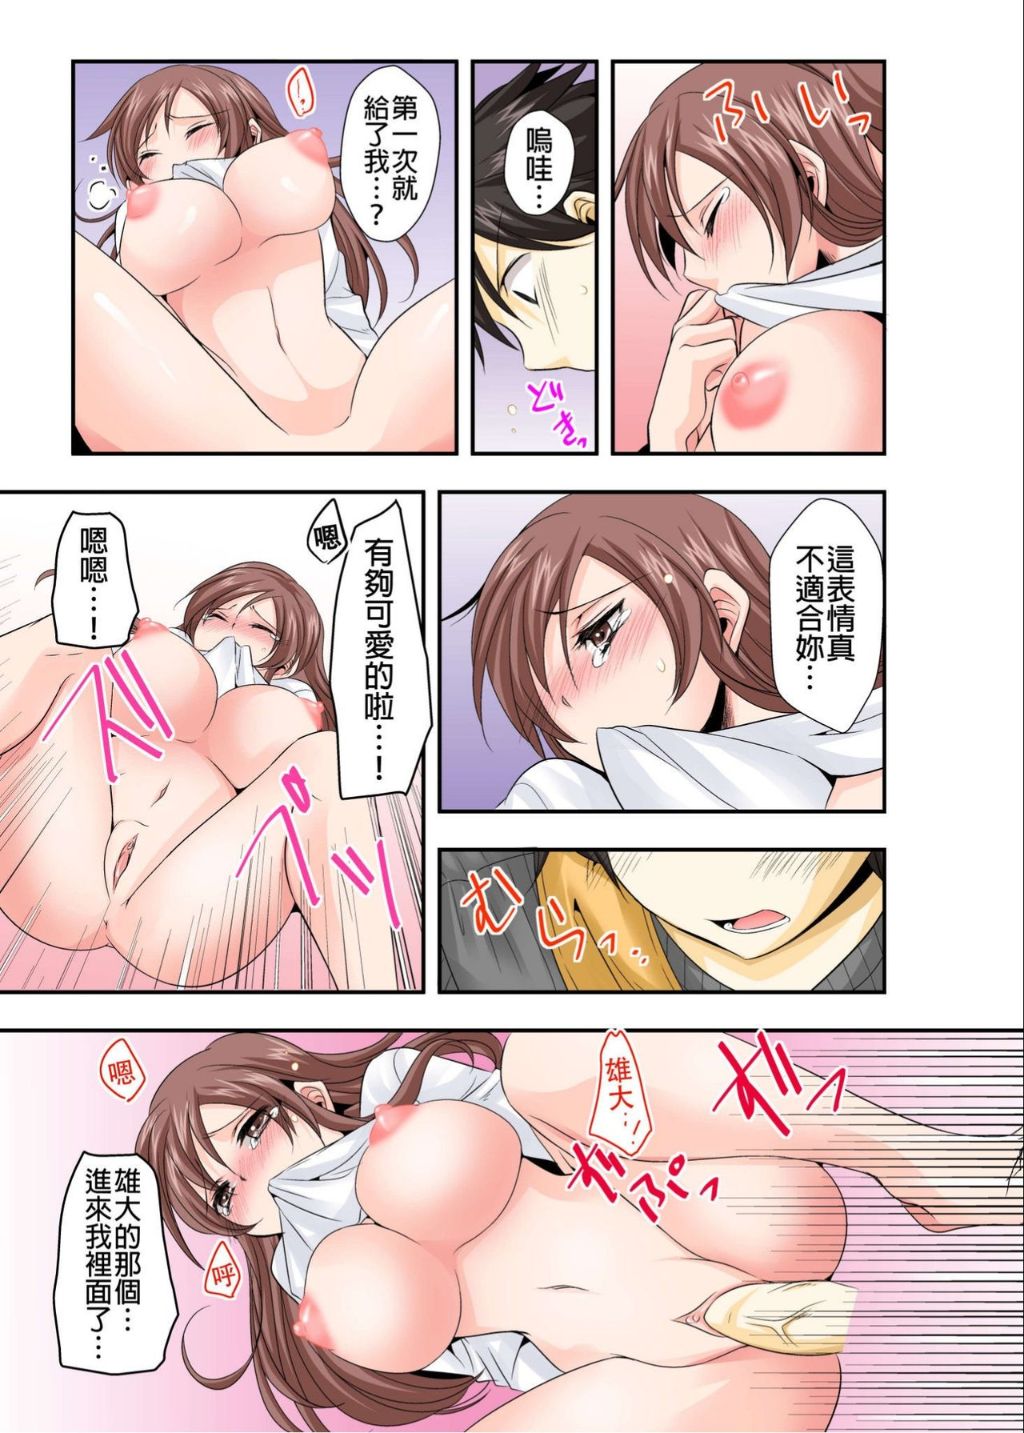 ふいっ
嗚哇…
どきっ
第一次就
給了我…？
！
這表情真
不適合妳…
むらっ…
有夠可愛的啦…！
嗯
嗯嗯…！
ズ
プッ
ずっ
雄大…！
ずぷっ
嗯
呼
雄大的那個…
進來我裡面了…